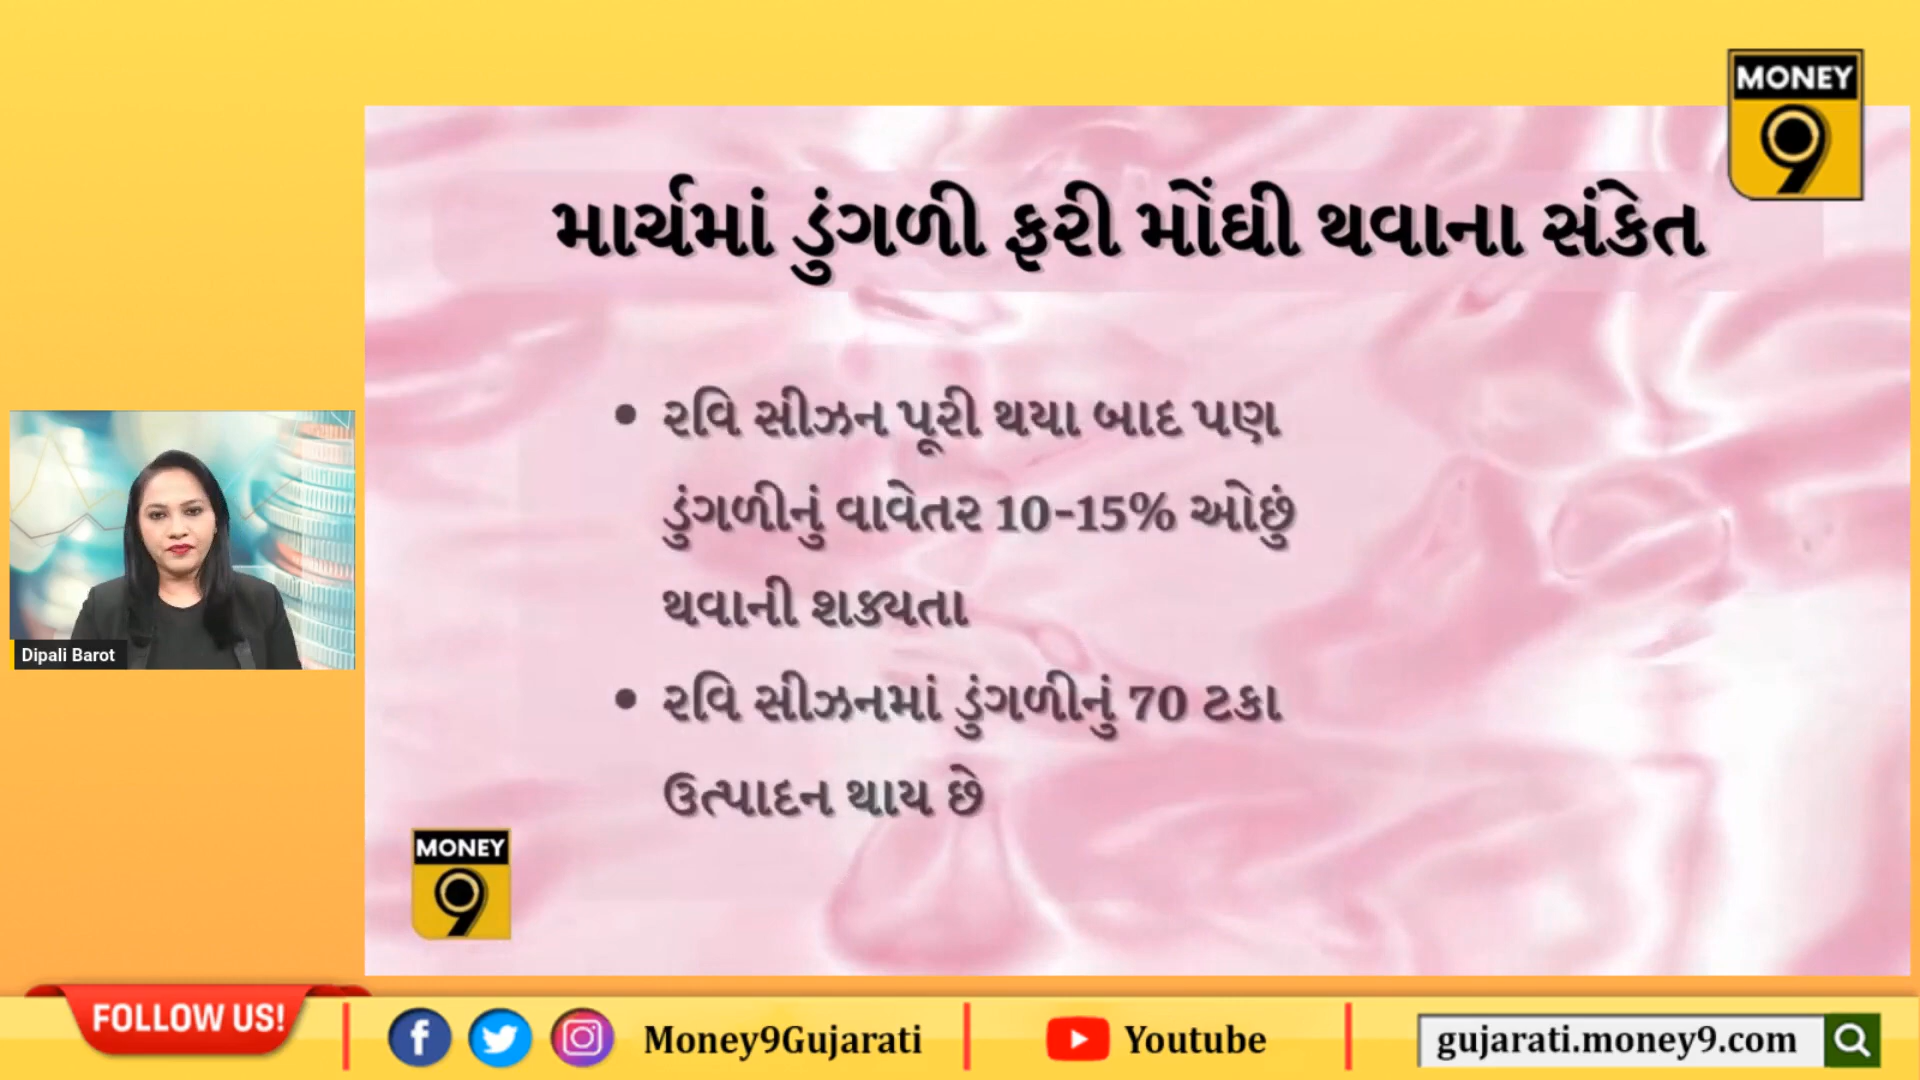 MONEY
9
માર્ચમાં ડુંગળી ફરી મોંઘી થવાના સંકેત
• રવિ સીઝન પૂરી થયા બાદ પણ
ડુંગળીનું વાવેતર 10-15% ઓછું
થવાની શક્યતા
• રવિ સીઝનમાં ડુંગળીનું 70 ટકા
ઉત્પાદન થાય છે
Dipali Barot
MONEY
9
FOLLOW US!
Money9Gujarati
Youtube
gujarati.money9.com